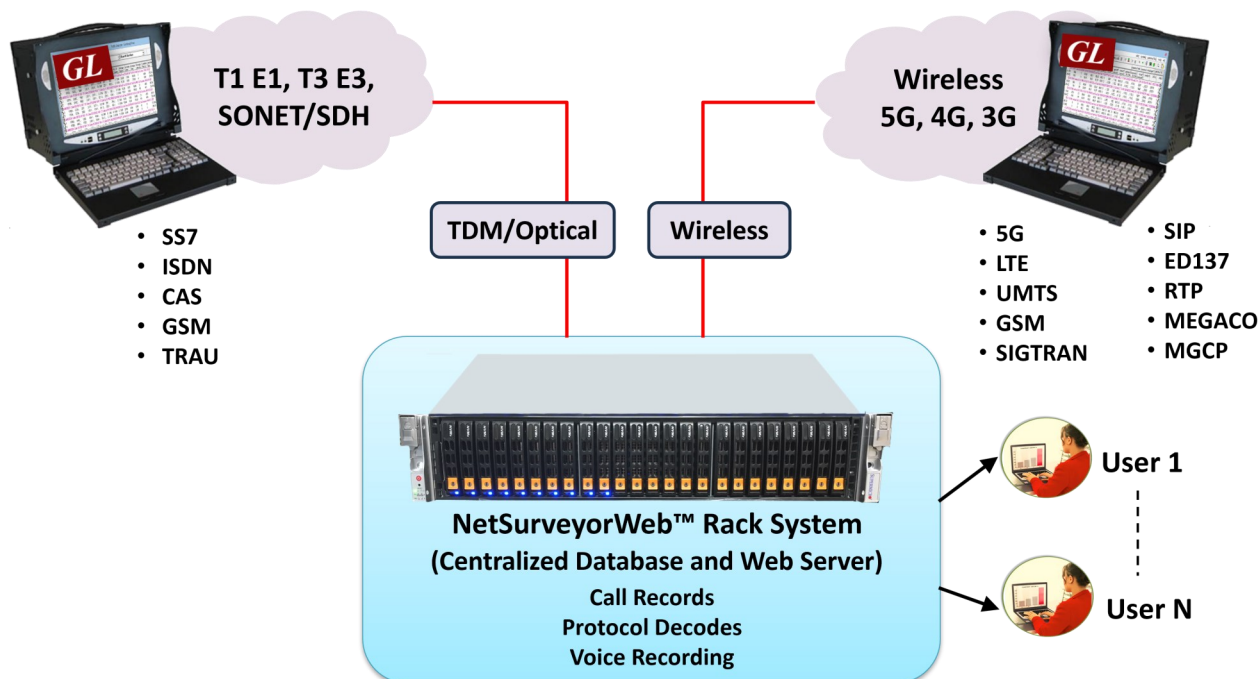 GL
T1 E1, T3 E3,
SONET/SDH
GL
Wireless
5G, 4G, 3G
TDM/Optical
Wireless
• SS7
• ISDN
• CAS
• GSM
• TRAU
• 5G
• LTE
• UMTS
• GSM
• SIGTRAN
• SIP
• ED137
• RTP
• MEGACO
• MGCP
NetSurveyorWeb™ Rack System
(Centralized Database and Web Server)
Call Records
Protocol Decodes
Voice Recording
User 1
User N